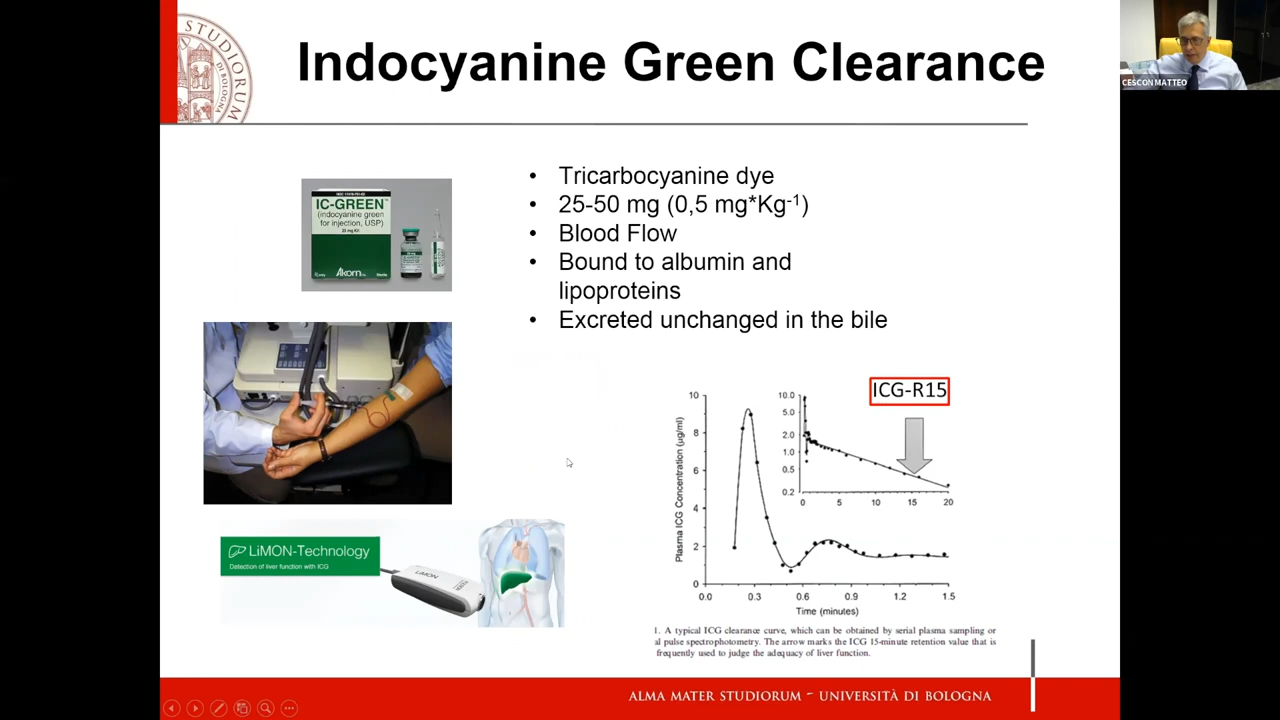 Indocyanine Green Clearance
CESCON MATTEO
STUDIORUM
DI BOLOGNA
• Tricarbocyanine dye
• 25-50 mg (0,5 mg*Kg-1)
• Blood Flow
• Bound to albumin and
lipoproteins
• Excreted unchanged in the bile
IC-GREEN™
(indocyanine green
for injection, USP)
25 mg Kit
Akorn
LiMON-Technology
Detection of liver function with ICG
LiMON
ICG-R15
Plasma ICG Concentration (µg/ml)
10
8
6
4
2
0
0.0 0.3 0.6 0.9 1.2 1.5
Time (minutes)
10.0
5.0
2.0
1.0
0.5
0.2
0 5 10 15 20
1. A typical ICG clearance curve, which can be obtained by serial plasma sampling or
al pulse spectrophotometry. The arrow marks the ICG 15-minute retention value that is
frequently used to judge the adequacy of liver function.
ALMA MATER STUDIORUM ~ UNIVERSITÀ DI BOLOGNA